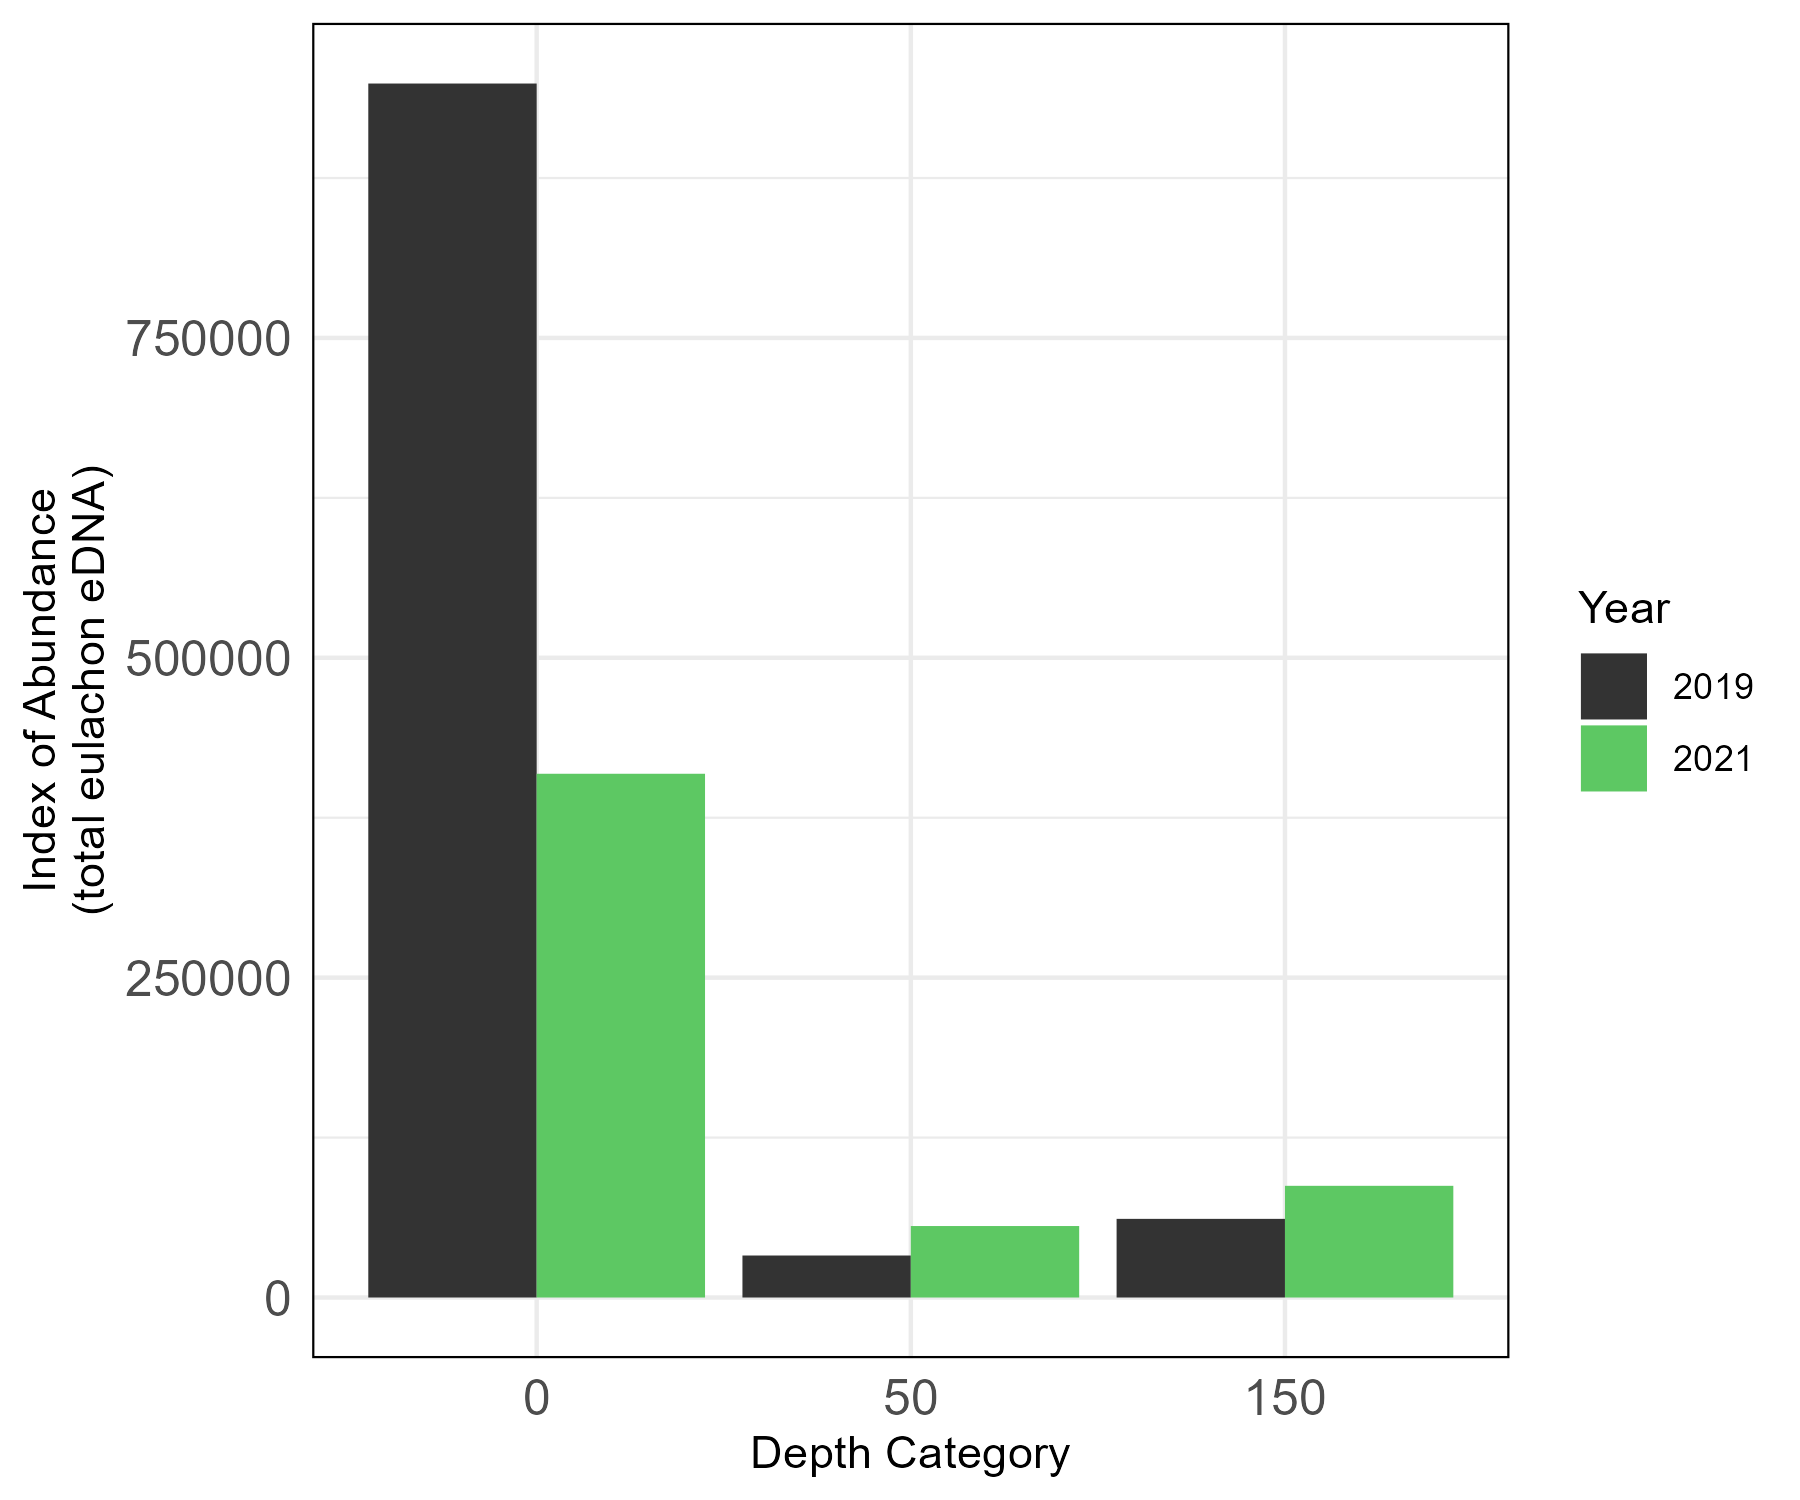 Index of Abundance
(total eulachon eDNA)
750000
500000
250000
0
0 50 150
Depth Category
Year
2019
2021